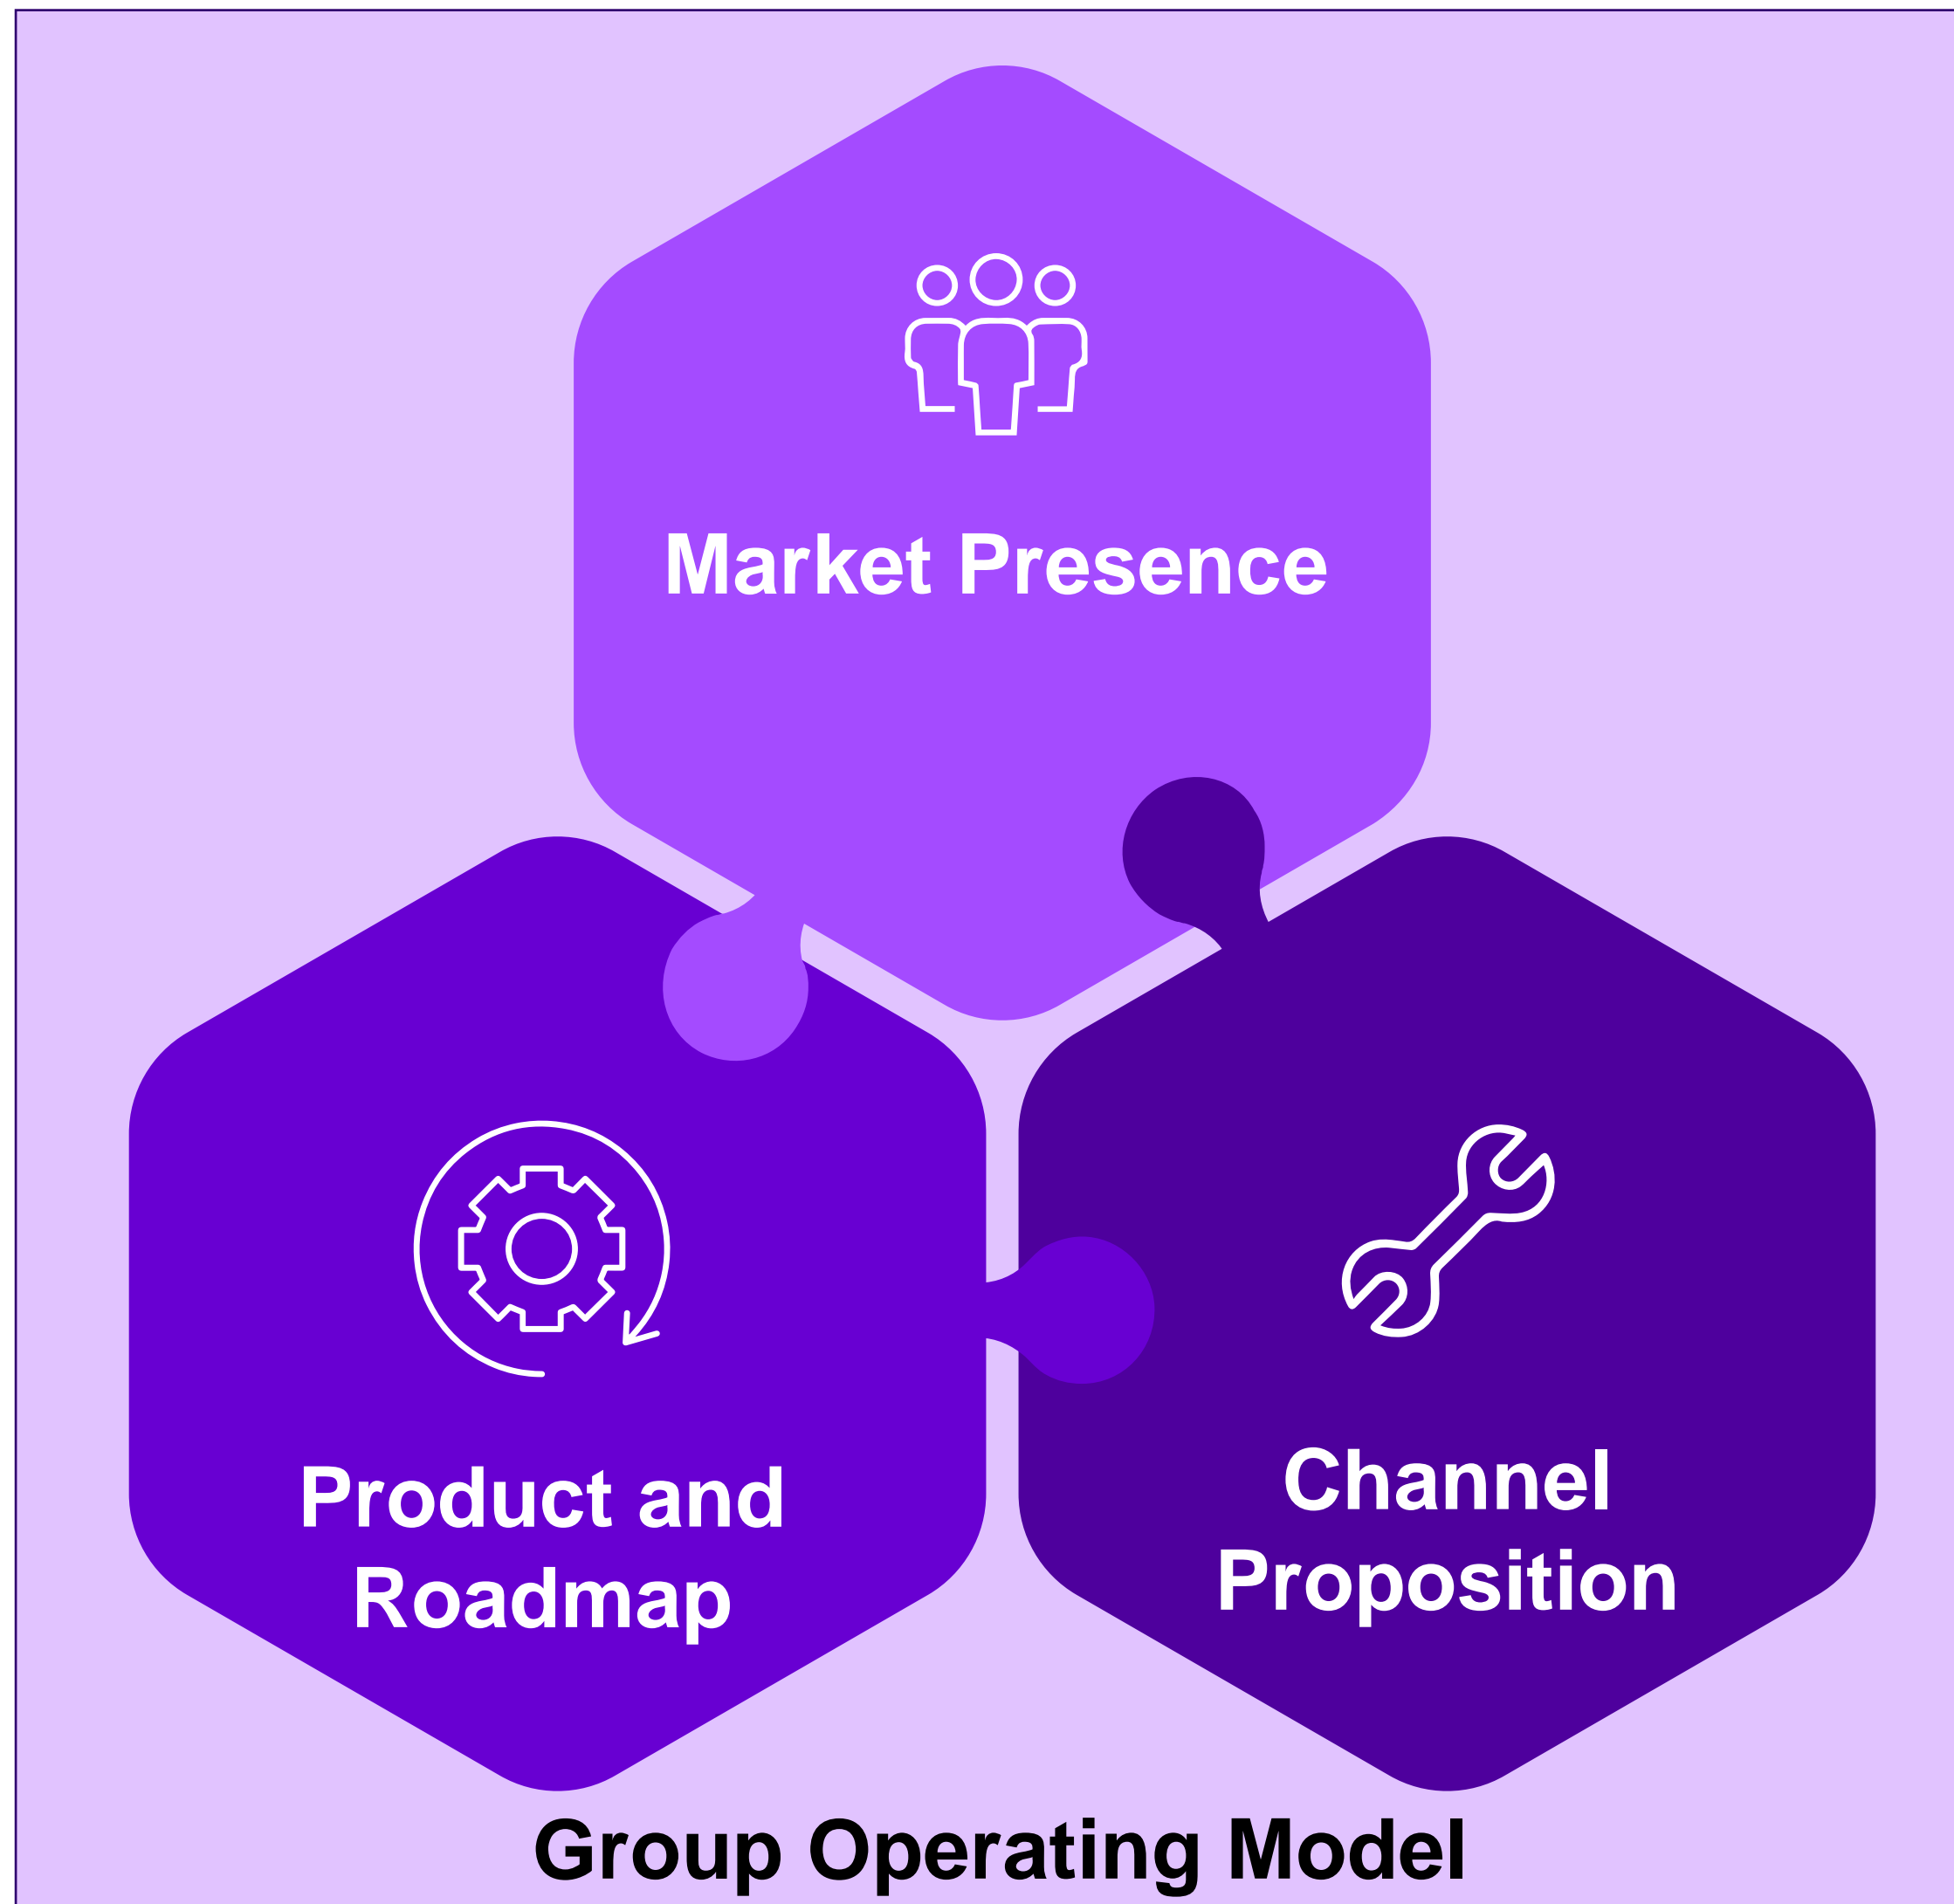 Market Presence
Product and
Roadmap
Channel
Proposition
Group Operating Model